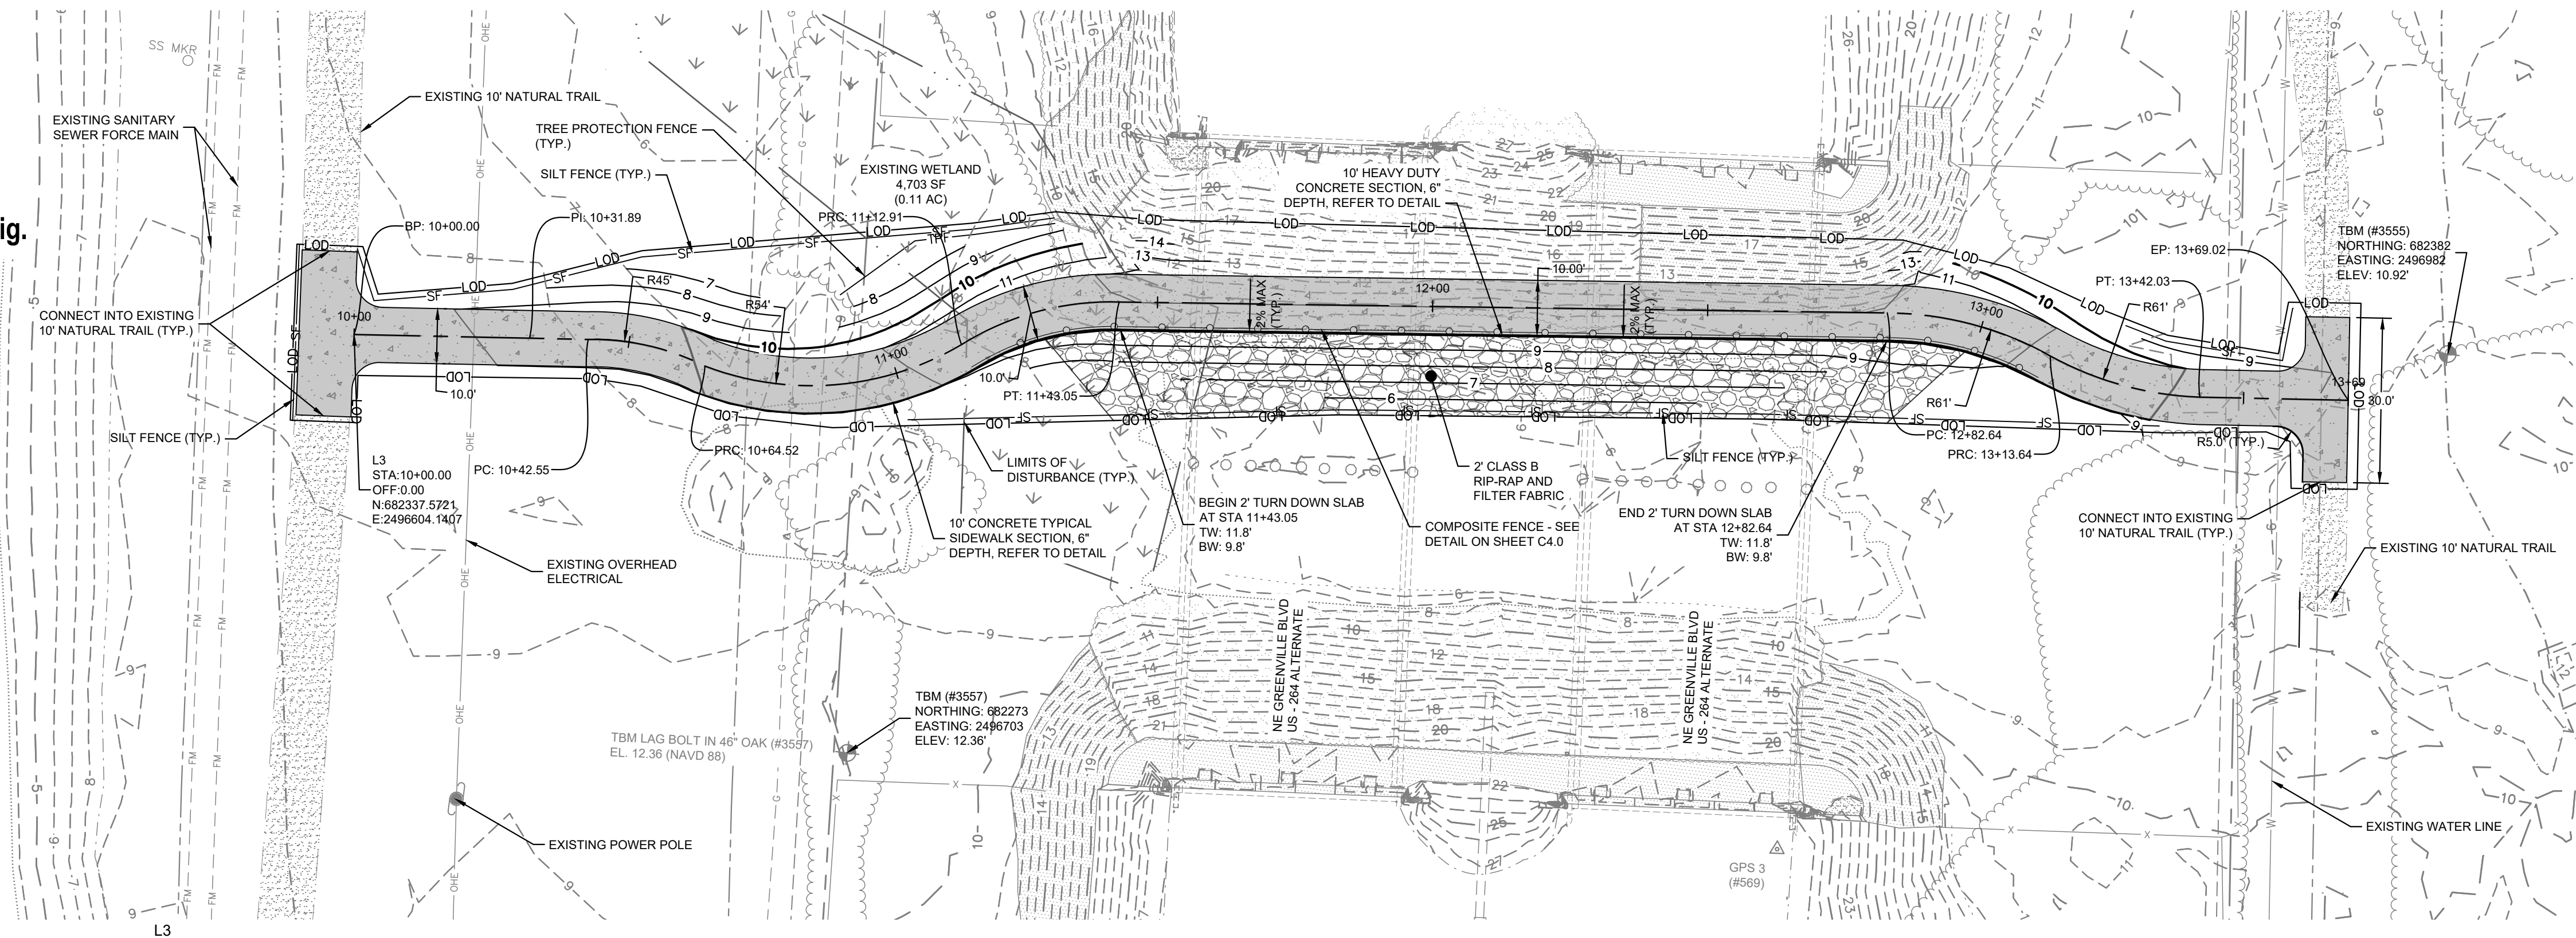 SS MKR
EXISTING SANITARY
SEWER FORCE MAIN
EXISTING 10' NATURAL TRAIL
TREE PROTECTION FENCE
(TYP.)
SILT FENCE (TYP.)
EXISTING WETLAND
4,703 SF
(0.11 AC)
10' HEAVY DUTY
CONCRETE SECTION, 6"
DEPTH, REFER TO DETAIL
ig.
BP: 10+00.00
PI: 10+31.89
PRC: 11+12.91
EP: 13+69.02
TBM (#3555)
NORTHING: 682382
EASTING: 2496982
ELEV: 10.92'
PT: 13+42.03
R45'
R54'
10.00'
2% MAX
(TYP.)
2% MAX
(TYP.)
R61'
CONNECT INTO EXISTING
10' NATURAL TRAIL (TYP.)
10+00
11+00
12+00
13+00
13+69
30.0'
10.0'
10.0'
PT: 11+43.05
R61'
PC: 12+82.64
PRC: 13+13.64
R5.0' (TYP.)
SILT FENCE (TYP.)
L3
STA:10+00.00
OFF:0.00
N:682337.5721
E:2496604.1407
PC: 10+42.55
PRC: 10+64.52
LIMITS OF
DISTURBANCE (TYP.)
2' CLASS B
RIP-RAP AND
FILTER FABRIC
SILT FENCE (TYP.)
10' CONCRETE TYPICAL
SIDEWALK SECTION, 6"
DEPTH, REFER TO DETAIL
BEGIN 2' TURN DOWN SLAB
AT STA 11+43.05
TW: 11.8'
BW: 9.8'
COMPOSITE FENCE - SEE
DETAIL ON SHEET C4.0
END 2' TURN DOWN SLAB
AT STA 12+82.64
TW: 11.8'
BW: 9.8'
CONNECT INTO EXISTING
10' NATURAL TRAIL (TYP.)
EXISTING 10' NATURAL TRAIL
EXISTING OVERHEAD
ELECTRICAL
NE GREENVILLE BLVD
US - 264 ALTERNATE
NE GREENVILLE BLVD
US - 264 ALTERNATE
TBM (#3557)
NORTHING: 682273
EASTING: 2496703
ELEV: 12.36'
TBM LAG BOLT IN 46" OAK (#3557)
EL. 12.36 (NAVD 88)
EXISTING POWER POLE
EXISTING WATER LINE
GPS 3
(#569)
L3